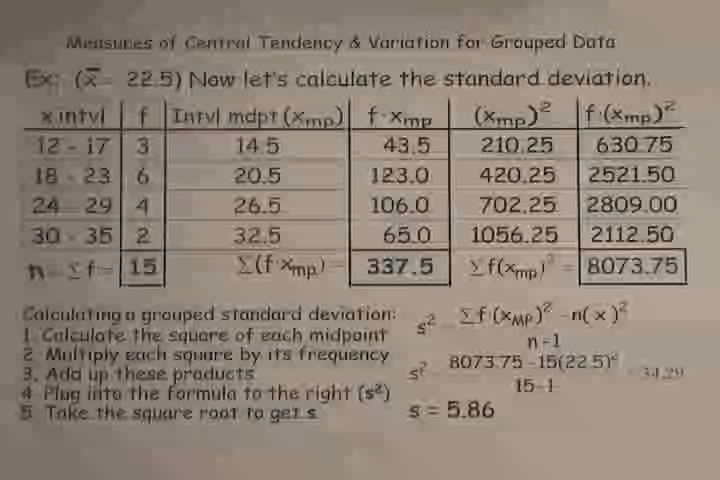 Measures of Central Tendency & Variation for Grouped Data
Ex: (x̄ = 22.5) Now let's calculate the standard deviation.
x intvl f Intvl mdpt (xmp) f·xmp (xmp)² f·(xmp)²
12 - 17 3 14.5 43.5 210.25 630.75
18 - 23 6 20.5 123.0 420.25 2521.50
24 - 29 4 26.5 106.0 702.25 2809.00
30 - 35 2 32.5 65.0 1056.25 2112.50
n = Σf = 15 Σ(f·xmp) = 337.5 Σf(xmp)² = 8073.75
Calculating a grouped standard deviation:
1. Calculate the square of each midpoint
2. Multiply each square by its frequency
3. Add up these products
4. Plug into the formula to the right (s²)
5. Take the square root to get s
s² = Σf·(xMP)² - n(x)²
n-1
s² = 8073.75 - 15(22.5)² = 34.29
15-1
s = 5.86